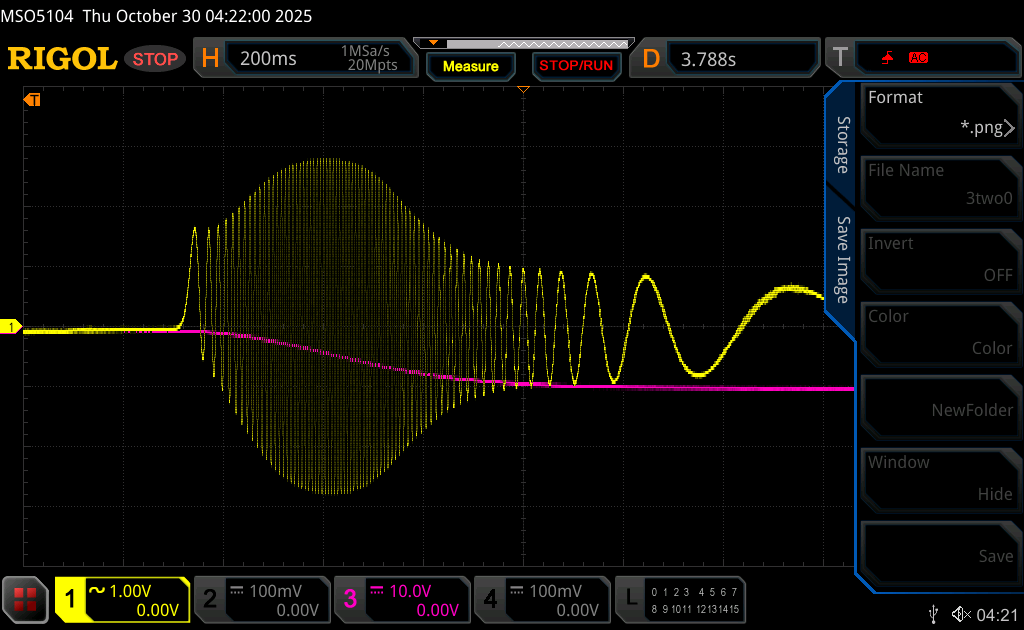 MSO5104  Thu October 30 04:22:00 2025
RIGOL STOP H 200ms 1MSa/s 20Mpts Measure STOP/RUN D 3.788s T AC
T
Storage
Save Image
Format
*.png>
File Name
3two0
Invert
OFF
Color
Color
NewFolder
Window
Hide
Save
1
1 ~ 1.00V 0.00V
2 100mV 0.00V
3 10.0V 0.00V
4 100mV 0.00V
L 0 1 2 3 4 5 6 7
8 9 10 11 12 13 14 15
04:21